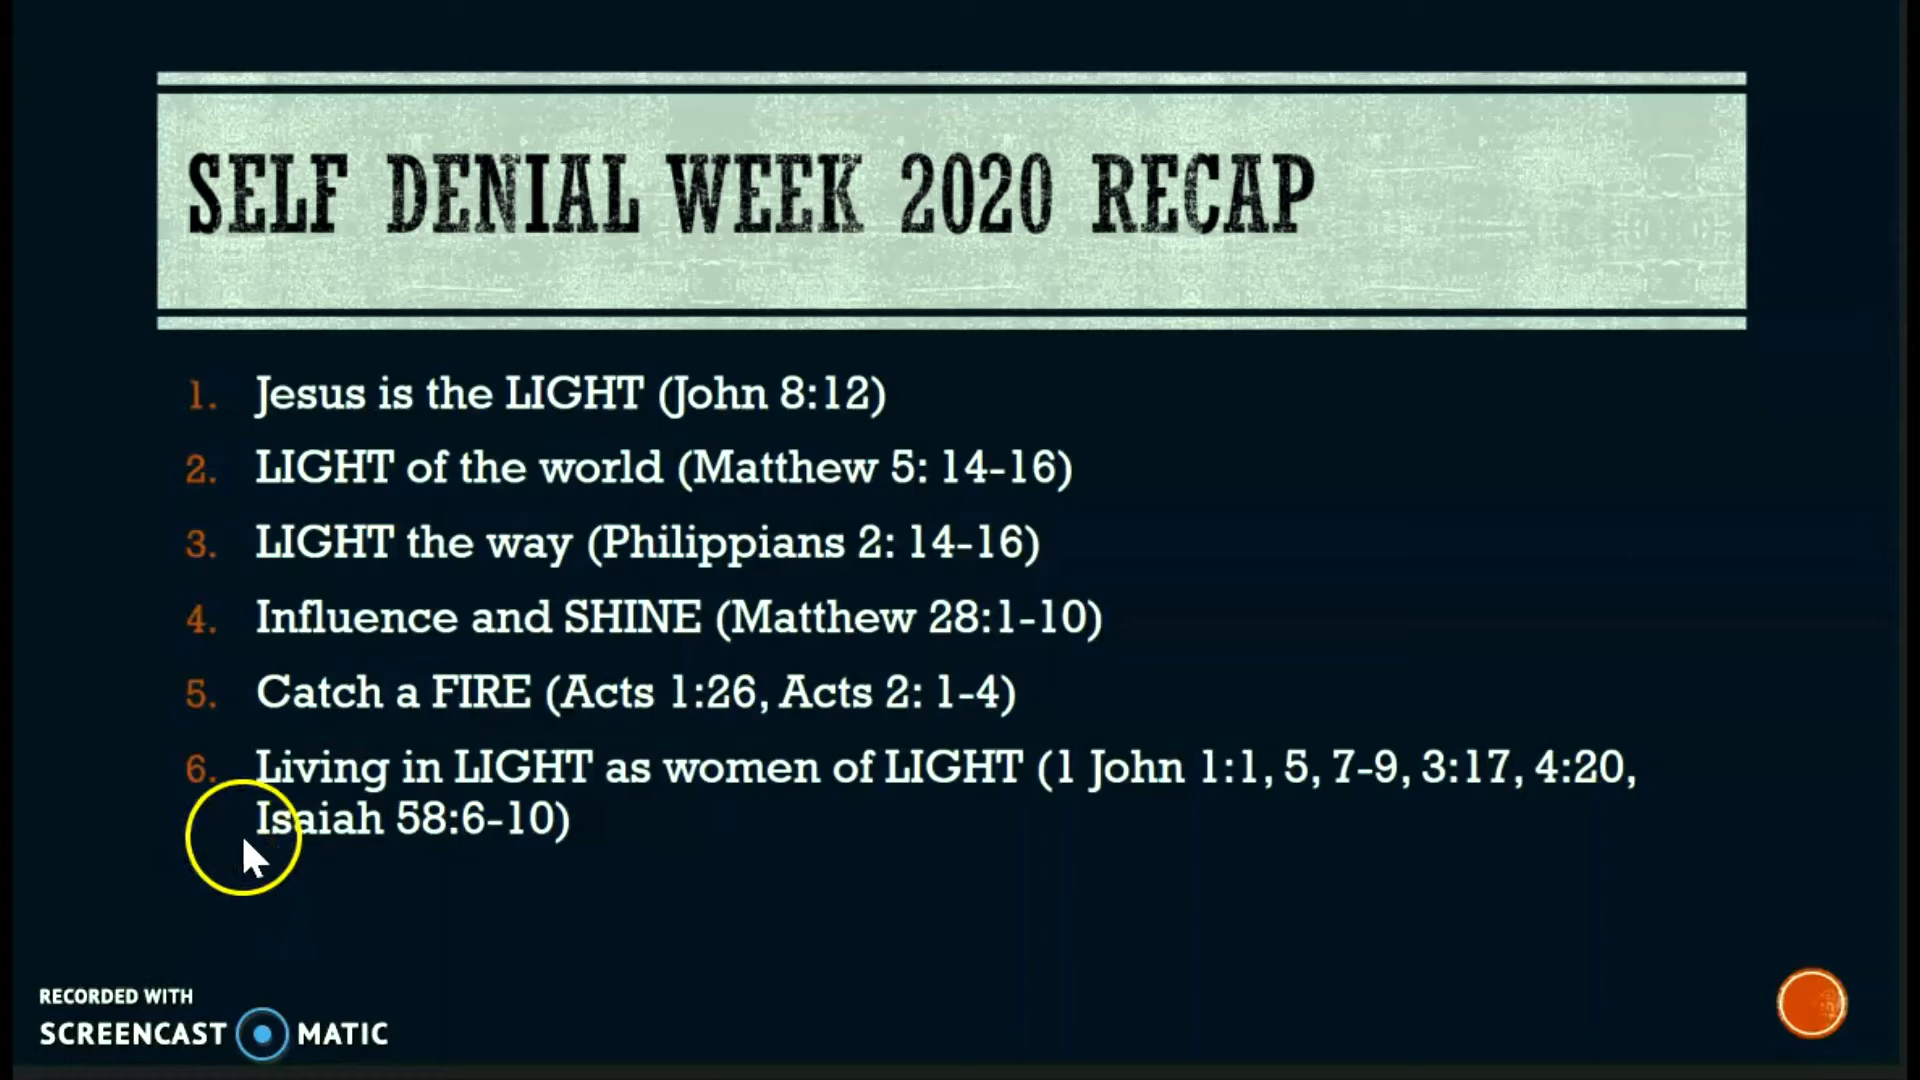 SELF DENIAL WEEK 2020 RECAP
1. Jesus is the LIGHT (John 8:12)
2. LIGHT of the world (Matthew 5: 14-16)
3. LIGHT the way (Philippians 2: 14-16)
4. Influence and SHINE (Matthew 28:1-10)
5. Catch a FIRE (Acts 1:26, Acts 2: 1-4)
6. Living in LIGHT as women of LIGHT (1 John 1:1, 5, 7-9, 3:17, 4:20,
Isaiah 58:6-10)
RECORDED WITH
SCREENCAST MATIC